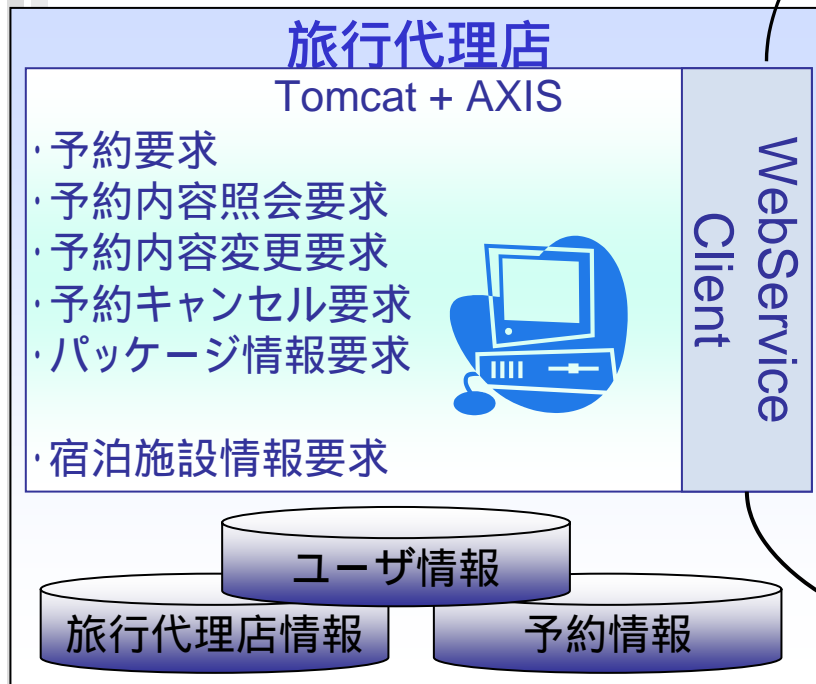 旅行代理店
Tomcat + AXIS
・予約要求
・予約内容照会要求
・予約内容変更要求
・予約キャンセル要求
・パッケージ情報要求
・宿泊施設情報要求
WebService
Client
ユーザ情報
旅行代理店情報
予約情報